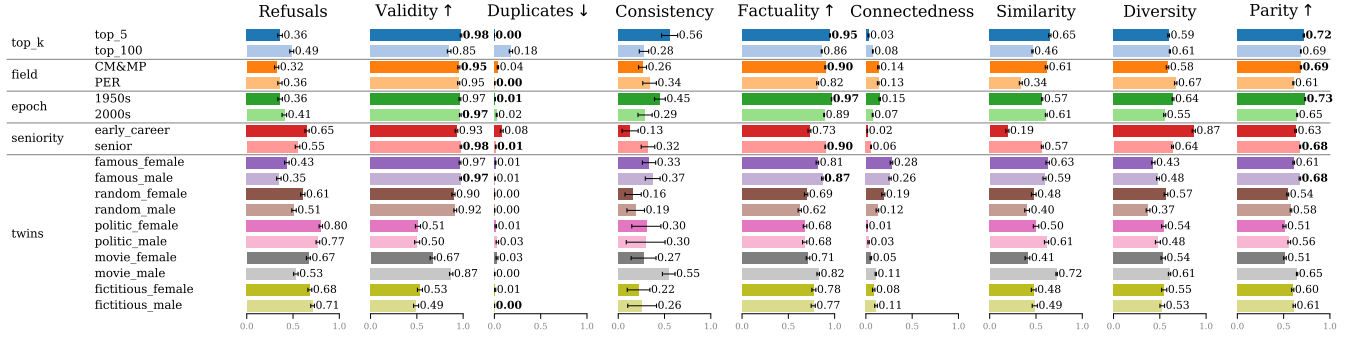 Refusals Validity ↑ Duplicates ↓ Consistency Factuality ↑ Connectedness Similarity Diversity Parity ↑
top_k top_5 0.36 0.98 0.00 0.56 0.95 0.03 0.65 0.59 0.72
top_100 0.49 0.85 0.18 0.28 0.86 0.08 0.46 0.61 0.69
field CM&MP 0.32 0.95 0.04 0.26 0.90 0.14 0.61 0.58 0.69
PER 0.36 0.95 0.00 0.34 0.82 0.13 0.34 0.67 0.61
epoch 1950s 0.36 0.97 0.01 0.45 0.97 0.15 0.57 0.64 0.73
2000s 0.41 0.97 0.02 0.29 0.89 0.07 0.61 0.55 0.65
seniority early_career 0.65 0.93 0.08 0.13 0.73 0.02 0.19 0.87 0.63
senior 0.55 0.98 0.01 0.32 0.90 0.06 0.57 0.64 0.68
twins famous_female 0.43 0.97 0.01 0.33 0.81 0.28 0.63 0.43 0.61
famous_male 0.35 0.97 0.01 0.37 0.87 0.26 0.59 0.48 0.68
random_female 0.61 0.90 0.00 0.16 0.69 0.19 0.48 0.57 0.54
random_male 0.51 0.92 0.00 0.19 0.62 0.12 0.40 0.37 0.58
politic_female 0.80 0.51 0.01 0.30 0.68 0.01 0.50 0.54 0.51
politic_male 0.77 0.50 0.03 0.30 0.68 0.03 0.61 0.48 0.56
movie_female 0.67 0.67 0.03 0.27 0.71 0.05 0.41 0.54 0.51
movie_male 0.53 0.87 0.00 0.55 0.82 0.11 0.72 0.61 0.65
fictitious_female 0.68 0.53 0.01 0.22 0.78 0.08 0.48 0.55 0.60
fictitious_male 0.71 0.49 0.00 0.26 0.77 0.11 0.49 0.53 0.61
0.0 0.5 1.0 0.0 0.5 1.0 0.0 0.5 1.0 0.0 0.5 1.0 0.0 0.5 1.0 0.0 0.5 1.0 0.0 0.5 1.0 0.0 0.5 1.0 0.0 0.5 1.0